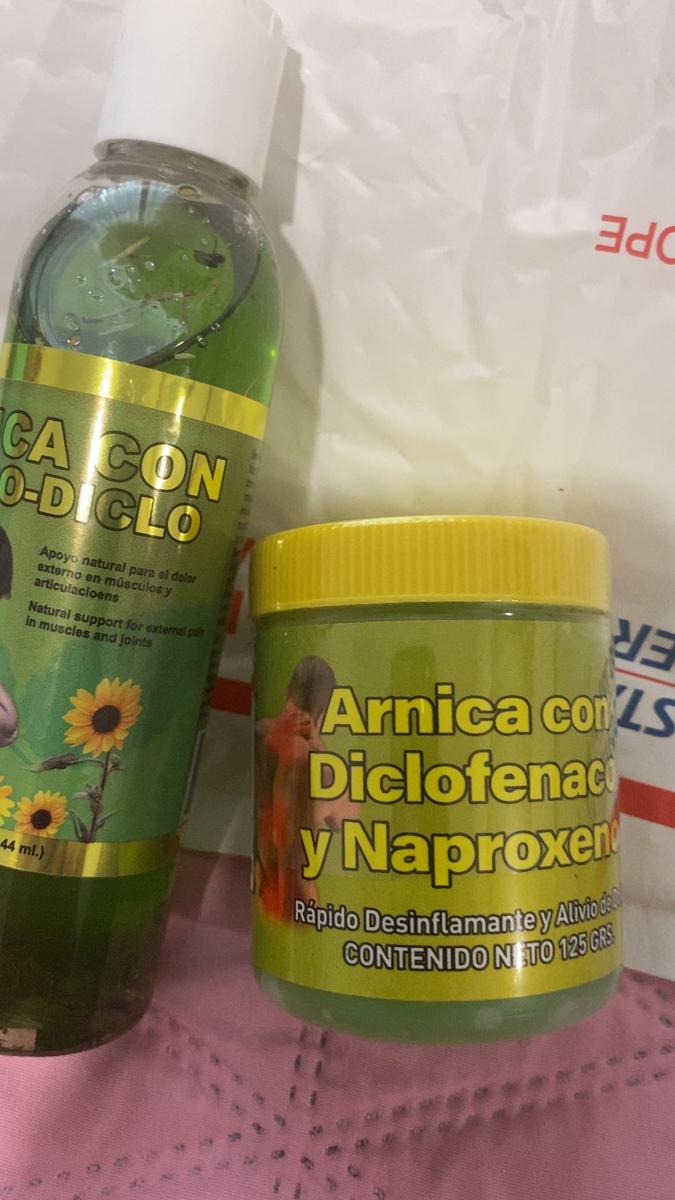 CA CON
O-DICLO
Apoyo natural para el dolor
externo en músculos y
articulacioens
Natural support for external pain
in muscles and joints
44 ml.)
OPE
Arnica con
Diclofenaco
y Naproxeno
Rápido Desinflamante y Alivio de
CONTENIDO NETO 125 GRS.